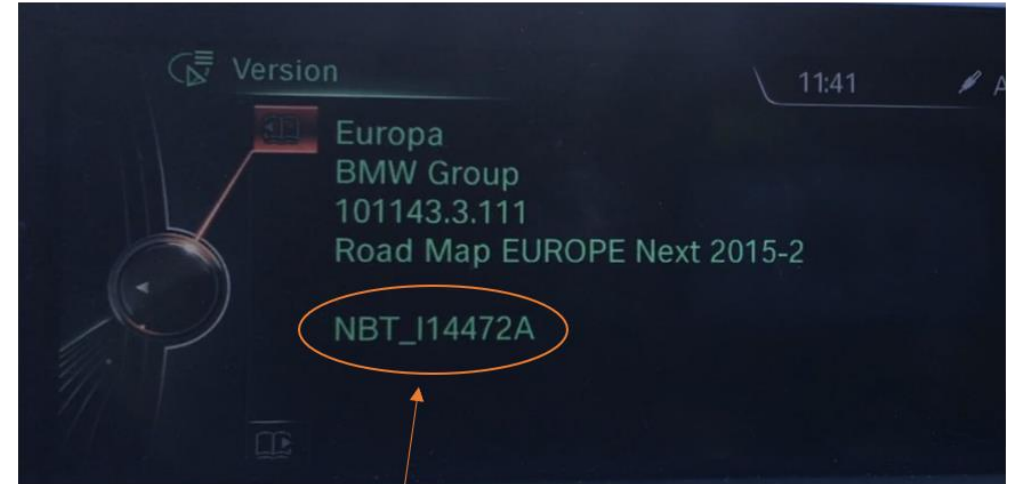 Version
11:41
A
Europa
BMW Group
101143.3.111
Road Map EUROPE Next 2015-2
NBT_I14472A